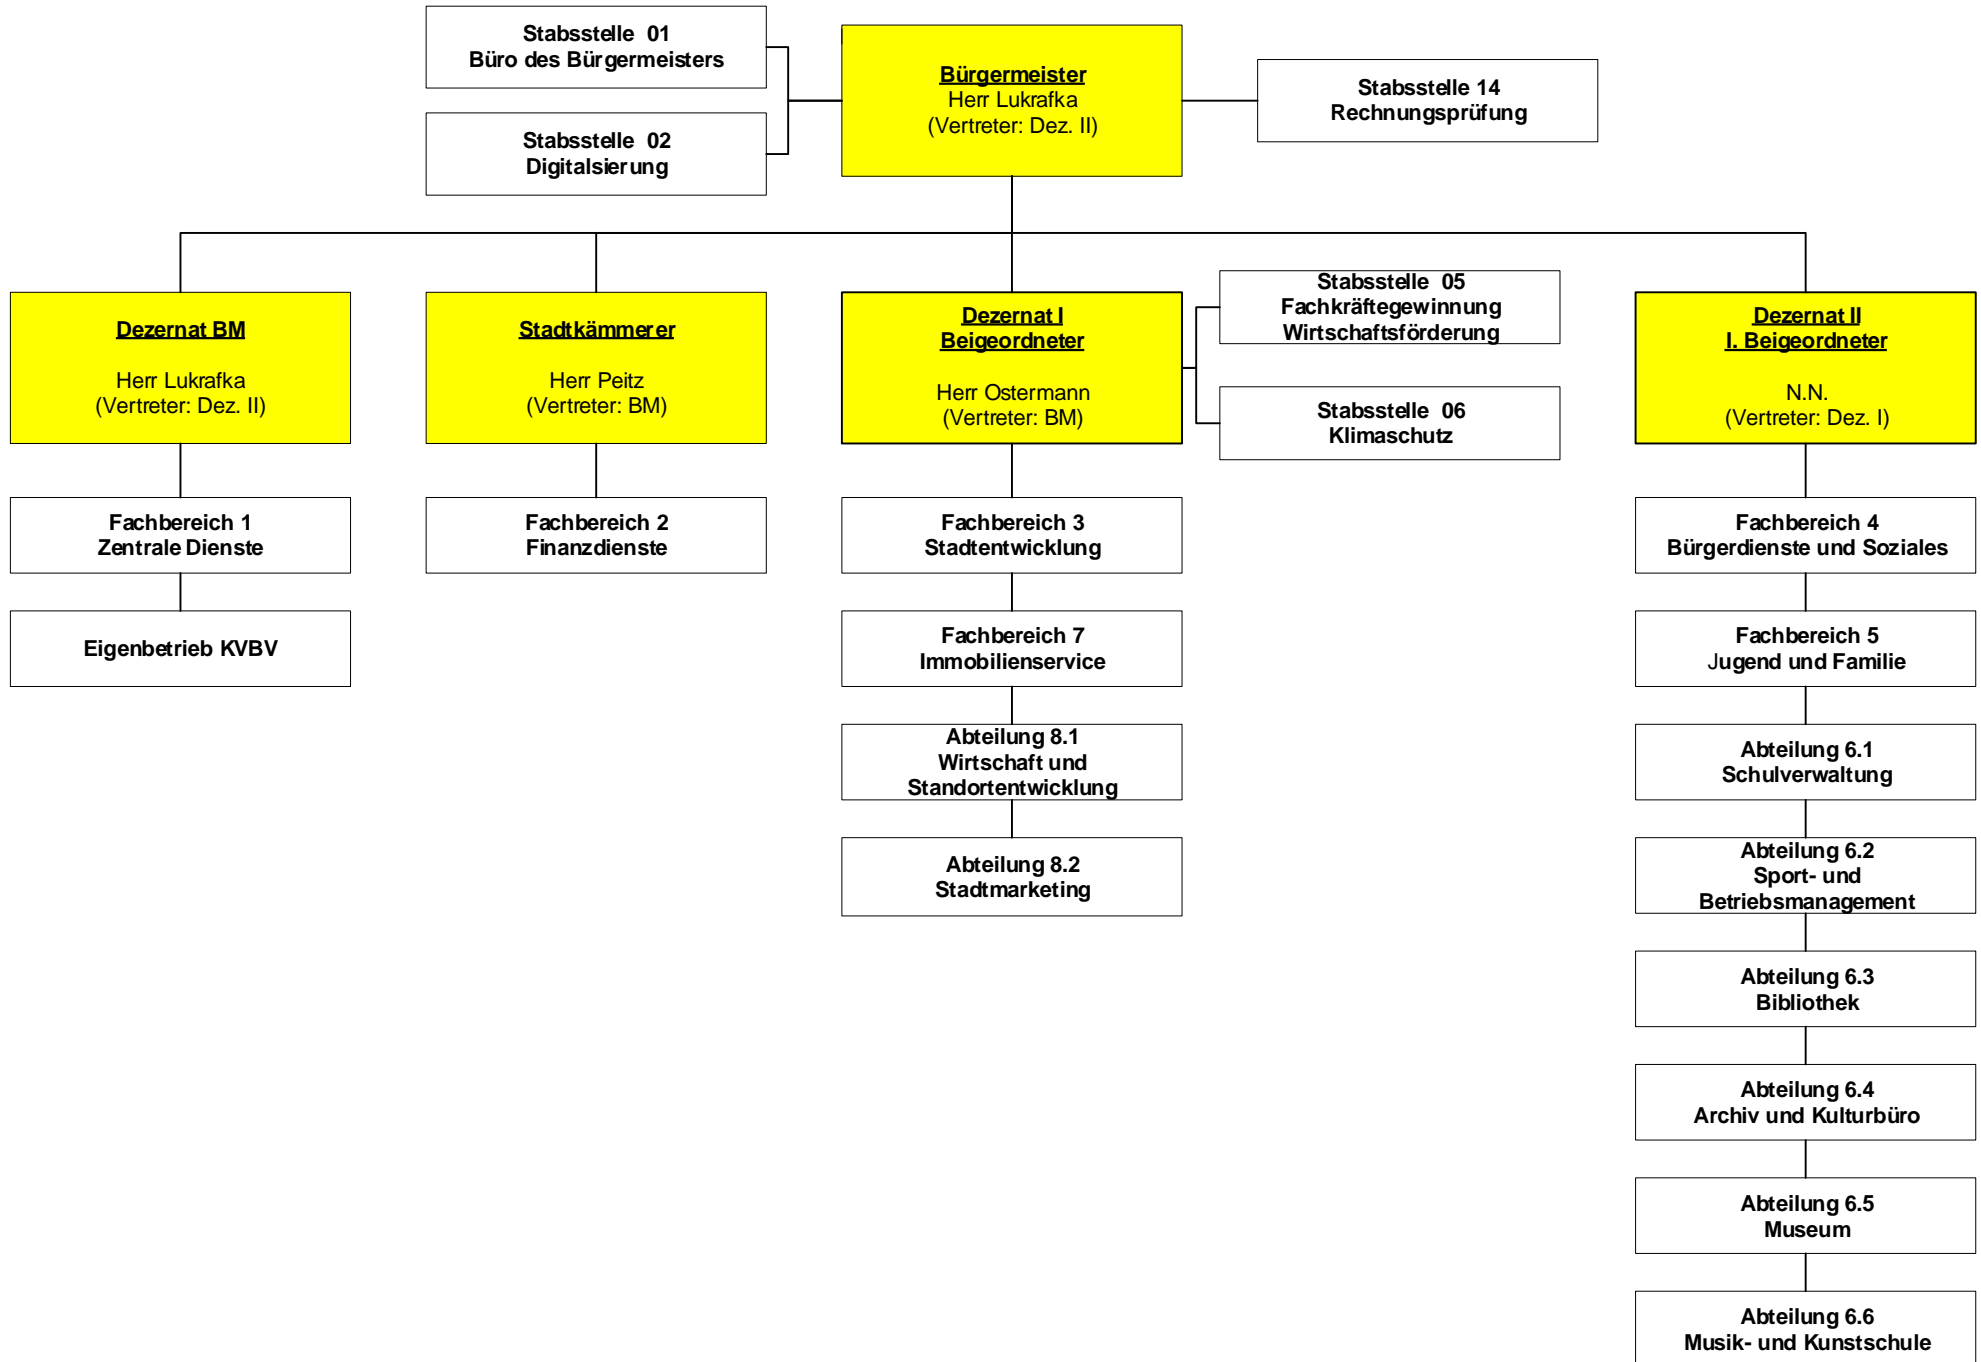 Stabsstelle 01
Büro des Bürgermeisters
Stabsstelle 02
Digitalsierung
Bürgermeister
Herr Lukrafka
(Vertreter: Dez. II)
Stabsstelle 14
Rechnungsprüfung
Dezernat BM
Herr Lukrafka
(Vertreter: Dez. II)
Stadtkämmerer
Herr Peitz
(Vertreter: BM)
Dezernat I
Beigeordneter
Herr Ostermann
(Vertreter: BM)
Stabsstelle 05
Fachkräftegewinnung
Wirtschaftsförderung
Stabsstelle 06
Klimaschutz
Dezernat II
I. Beigeordneter
N.N.
(Vertreter: Dez. I)
Fachbereich 1
Zentrale Dienste
Eigenbetrieb KVBV
Fachbereich 2
Finanzdienste
Fachbereich 3
Stadtentwicklung
Fachbereich 7
Immobilienservice
Abteilung 8.1
Wirtschaft und
Standortentwicklung
Abteilung 8.2
Stadtmarketing
Fachbereich 4
Bürgerdienste und Soziales
Fachbereich 5
Jugend und Familie
Abteilung 6.1
Schulverwaltung
Abteilung 6.2
Sport- und
Betriebsmanagement
Abteilung 6.3
Bibliothek
Abteilung 6.4
Archiv und Kulturbüro
Abteilung 6.5
Museum
Abteilung 6.6
Musik- und Kunstschule